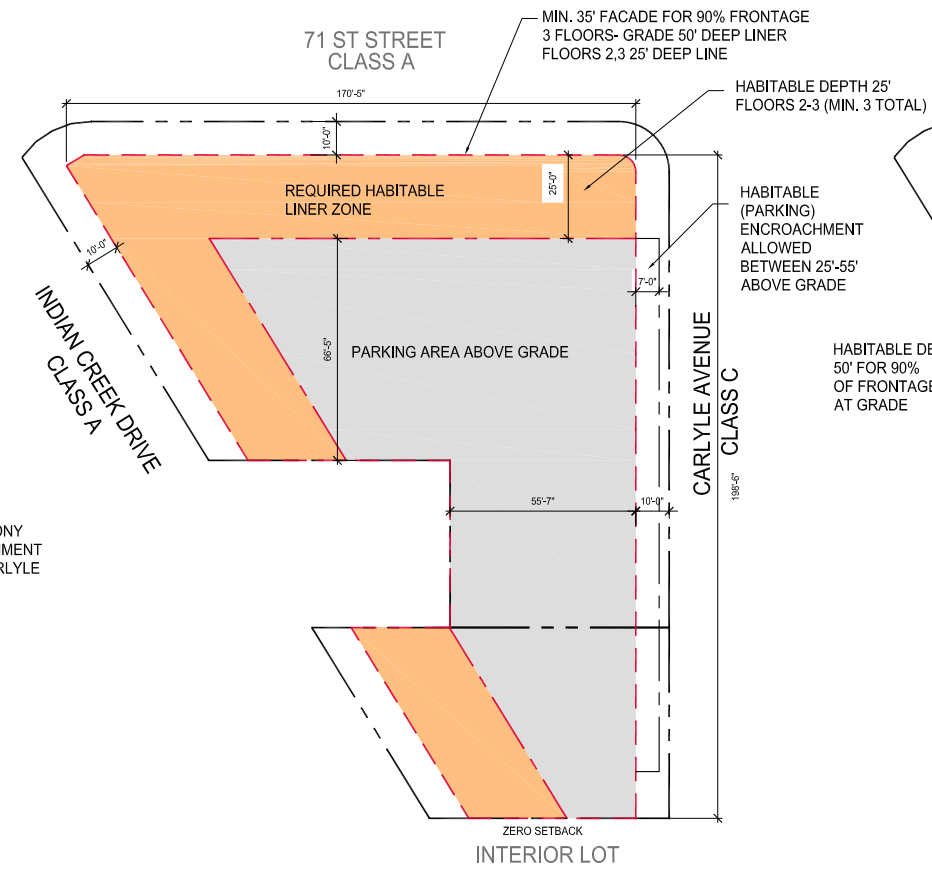 71 ST STREET
CLASS A
MIN. 35' FACADE FOR 90% FRONTAGE
3 FLOORS- GRADE 50' DEEP LINER
FLOORS 2,3 25' DEEP LINE
HABITABLE DEPTH 25'
FLOORS 2-3 (MIN. 3 TOTAL)
170'-5"
10'-0"
25'-0"
REQUIRED HABITABLE
LINER ZONE
HABITABLE
(PARKING)
ENCROACHMENT
ALLOWED
BETWEEN 25'-55'
ABOVE GRADE
10'-0"
7'-0"
INDIAN CREEK DRIVE
CLASS A
66'-5"
PARKING AREA ABOVE GRADE
CARLYLE AVENUE
CLASS C
198'-6"
HABITABLE DE
50' FOR 90%
OF FRONTAGE
AT GRADE
55'-7"
10'-0"
ONY
HMENT
RLYLE
ZERO SETBACK
INTERIOR LOT